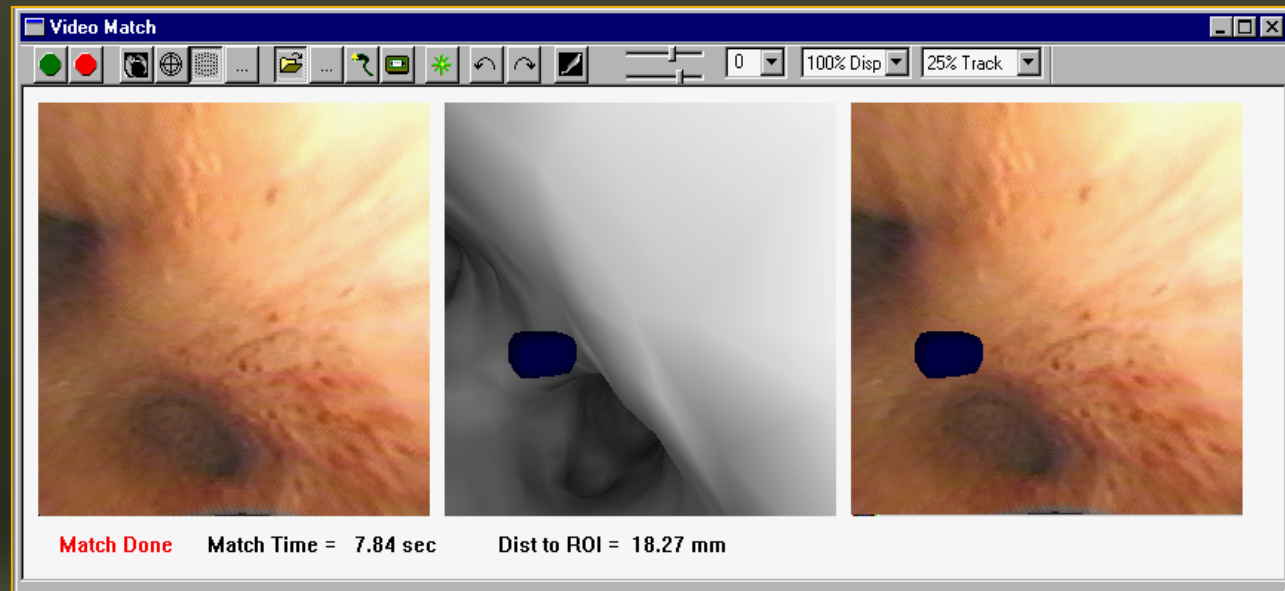 Video Match
... ... 0 100% Disp 25% Track
Match Done Match Time = 7.84 sec Dist to ROI = 18.27 mm